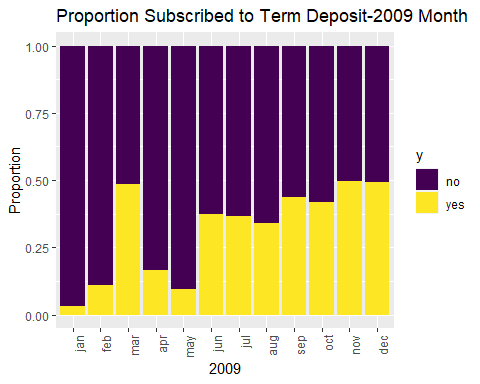 Proportion Subscribed to Term Deposit-2009 Month
1.00
0.75
0.50
0.25
0.00
Proportion
jan feb mar apr may jun jul aug sep oct nov dec
2009
y
no
yes